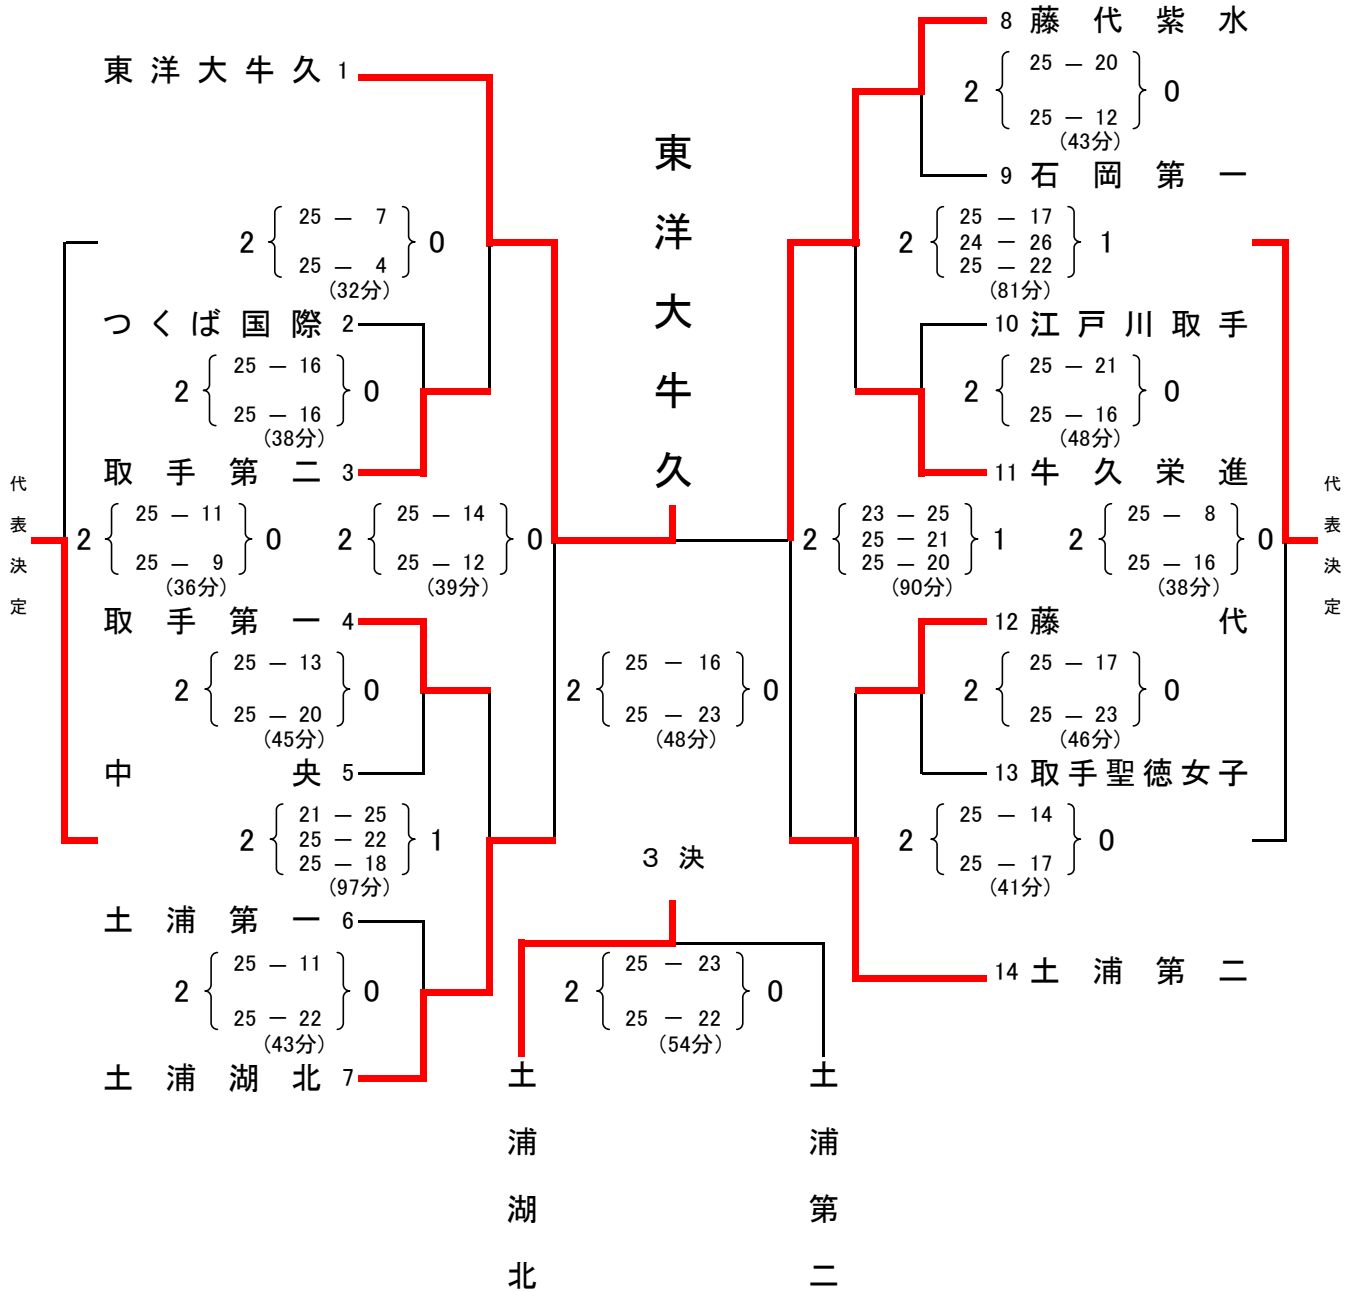 東洋大牛久 1
2 25 — 7 0
25 — 4
(32分)
つくば国際 2
2 25 — 16 0
25 — 16
(38分)
取手第二 3
代表決定
2 25 — 11 0
25 — 9
(36分)
2 25 — 14 0
25 — 12
(39分)
取手第一 4
2 25 — 13 0
25 — 20
(45分)
中央 5
2 21 — 25 1
25 — 22
25 — 18
(97分)
土浦第一 6
2 25 — 11 0
25 — 22
(43分)
土浦湖北 7
東洋大牛久
2 25 — 16 0
25 — 23
(48分)
3決
2 25 — 23 0
25 — 22
(54分)
土浦湖北
土浦第二
8 藤代紫水
2 25 — 20 0
25 — 12
(43分)
9 石岡第一
2 25 — 17 1
24 — 26
25 — 22
(81分)
10 江戸川取手
2 25 — 21 0
25 — 16
(48分)
11 牛久栄進
2 23 — 25 1
25 — 21
25 — 20
(90分)
2 25 — 8 0
25 — 16
(38分)
代表決定
12 藤代
2 25 — 17 0
25 — 23
(46分)
13 取手聖徳女子
2 25 — 14 0
25 — 17
(41分)
14 土浦第二